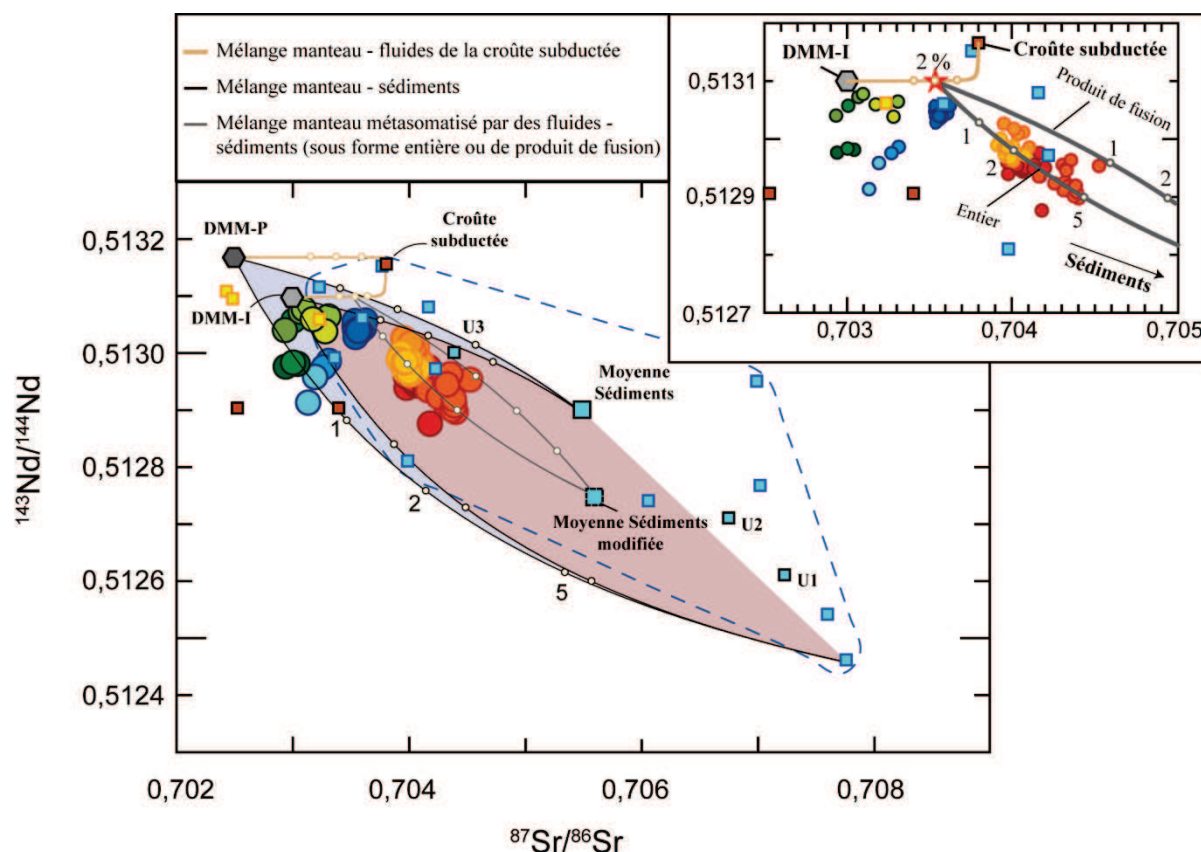 Mélange manteau - fluides de la croûte subductée
Mélange manteau - sédiments
Mélange manteau métasomatisé par des fluides -
sédiments (sous forme entière ou de produit de fusion)
DMM-I
2 %
Croûte
subductée
Produit de fusion
1
1
2
2
5
Entier
Sédiments
0,5131
0,5129
0,5127
0,703
0,704
0,705
DMM-P
Croûte
subductée
DMM-I
U3
Moyenne
Sédiments
Moyenne Sédiments
modifiée
U2
U1
1
2
5
0,5132
0,5130
0,5128
0,5126
0,5124
143Nd/144Nd
0,702
0,704
0,706
0,708
87Sr/86Sr